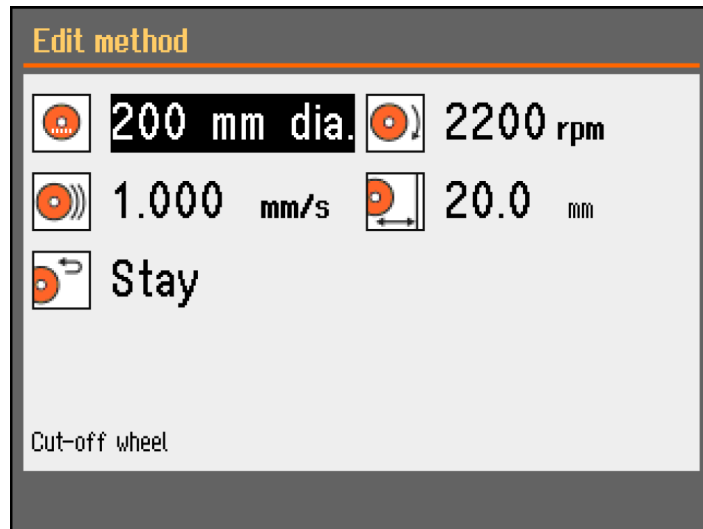 Edit method
200 mm dia. 2200 rpm
1.000 mm/s 20.0 mm
Stay
Cut-off wheel